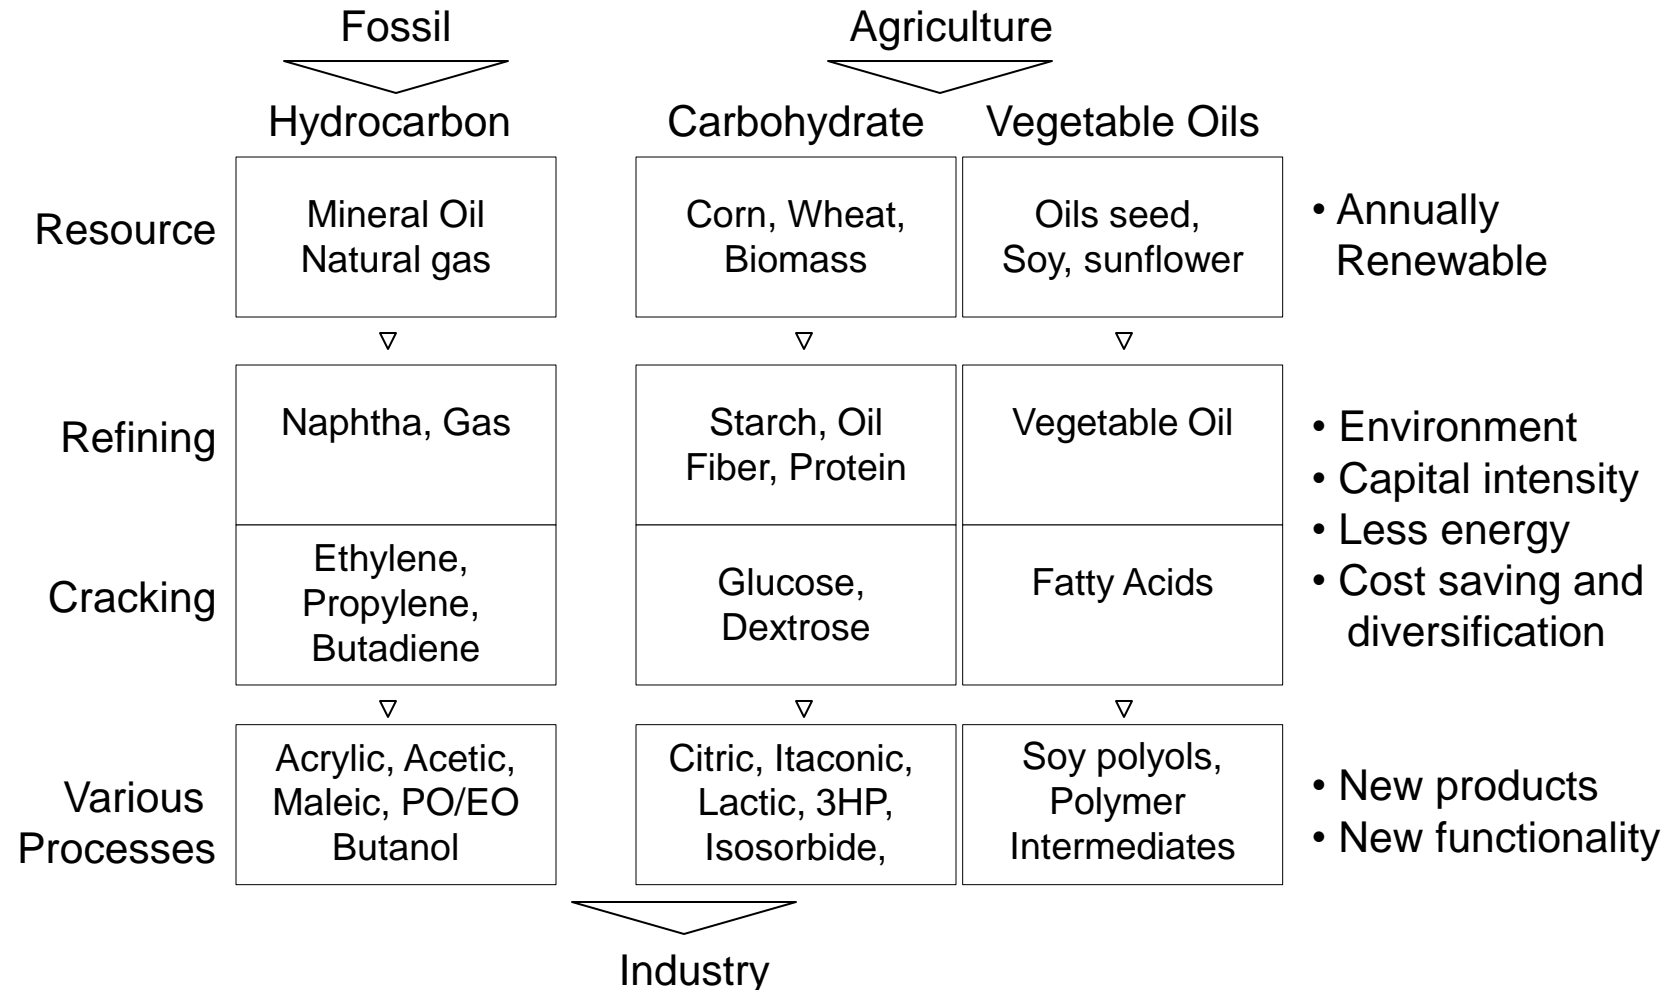 Fossil
Agriculture
Hydrocarbon
Carbohydrate
Vegetable Oils
Resource
Mineral Oil
Natural gas
Corn, Wheat,
Biomass
Oils seed,
Soy, sunflower
• Annually
Renewable
Refining
Naphtha, Gas
Starch, Oil
Fiber, Protein
Vegetable Oil
Cracking
Ethylene,
Propylene,
Butadiene
Glucose,
Dextrose
Fatty Acids
• Environment
• Capital intensity
• Less energy
• Cost saving and
diversification
Various
Processes
Acrylic, Acetic,
Maleic, PO/EO
Butanol
Citric, Itaconic,
Lactic, 3HP,
Isosorbide,
Soy polyols,
Polymer
Intermediates
• New products
• New functionality
Industry